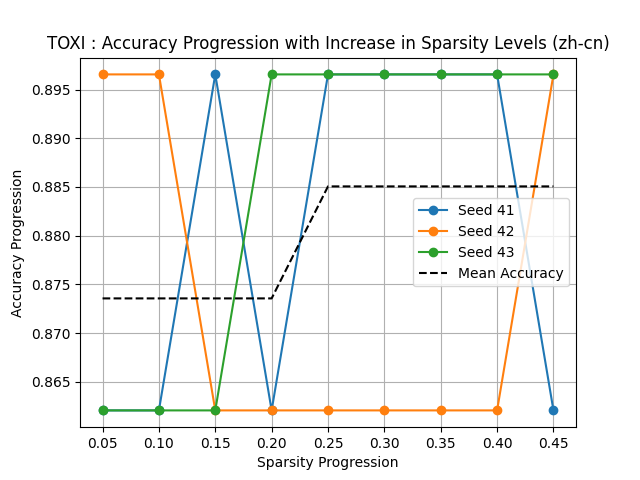 TOXI : Accuracy Progression with Increase in Sparsity Levels (zh-cn)
0.895
0.890
0.885
0.880
0.875
0.870
0.865
Accuracy Progression
Seed 41
Seed 42
Seed 43
Mean Accuracy
0.05 0.10 0.15 0.20 0.25 0.30 0.35 0.40 0.45
Sparsity Progression